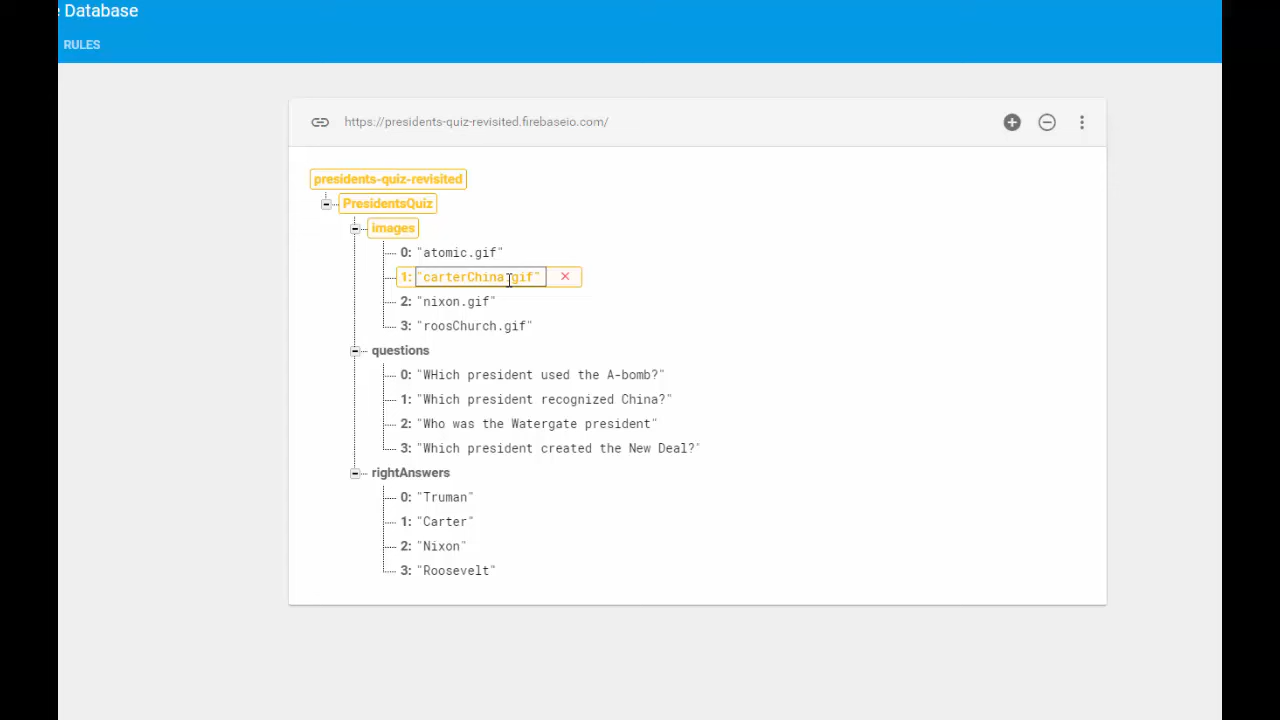 e Database
RULES
https://presidents-quiz-revisited.firebaseio.com/
presidents-quiz-revisited
PresidentsQuiz
images
0: "atomic.gif"
1: "carterChina.gif"
2: "nixon.gif"
3: "roosChurch.gif"
questions
0: "WHich president used the A-bomb?"
1: "Which president recognized China?"
2: "Who was the Watergate president"
3: "Which president created the New Deal?"
rightAnswers
0: "Truman"
1: "Carter"
2: "Nixon"
3: "Roosevelt"